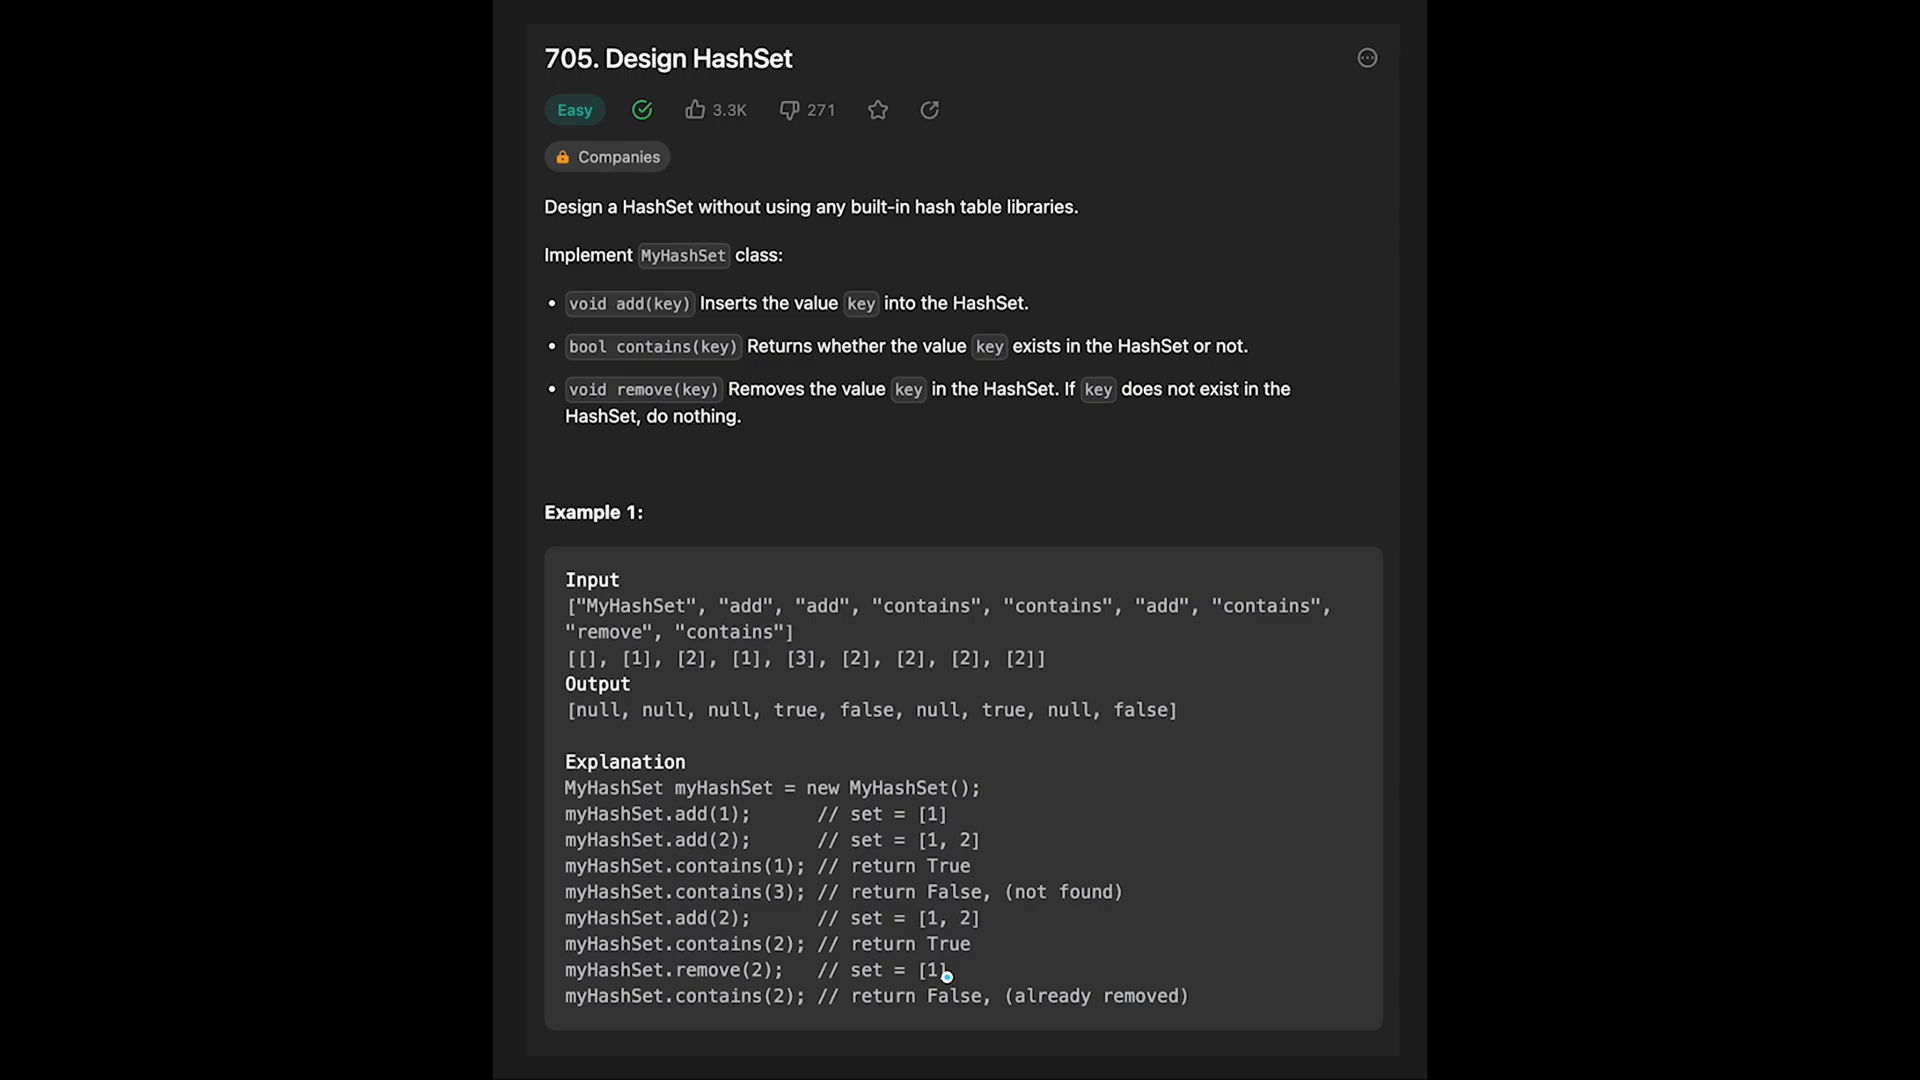 705. Design HashSet
Easy 3.3K 271
Companies
Design a HashSet without using any built-in hash table libraries.
Implement MyHashSet class:
• void add(key) Inserts the value key into the HashSet.
• bool contains(key) Returns whether the value key exists in the HashSet or not.
• void remove(key) Removes the value key in the HashSet. If key does not exist in the
HashSet, do nothing.
Example 1:
Input
["MyHashSet", "add", "add", "contains", "contains", "add", "contains",
"remove", "contains"]
[[], [1], [2], [1], [3], [2], [2], [2], [2]]
Output
[null, null, null, true, false, null, true, null, false]
Explanation
MyHashSet myHashSet = new MyHashSet();
myHashSet.add(1);      // set = [1]
myHashSet.add(2);      // set = [1, 2]
myHashSet.contains(1); // return True
myHashSet.contains(3); // return False, (not found)
myHashSet.add(2);      // set = [1, 2]
myHashSet.contains(2); // return True
myHashSet.remove(2);   // set = [1]
myHashSet.contains(2); // return False, (already removed)